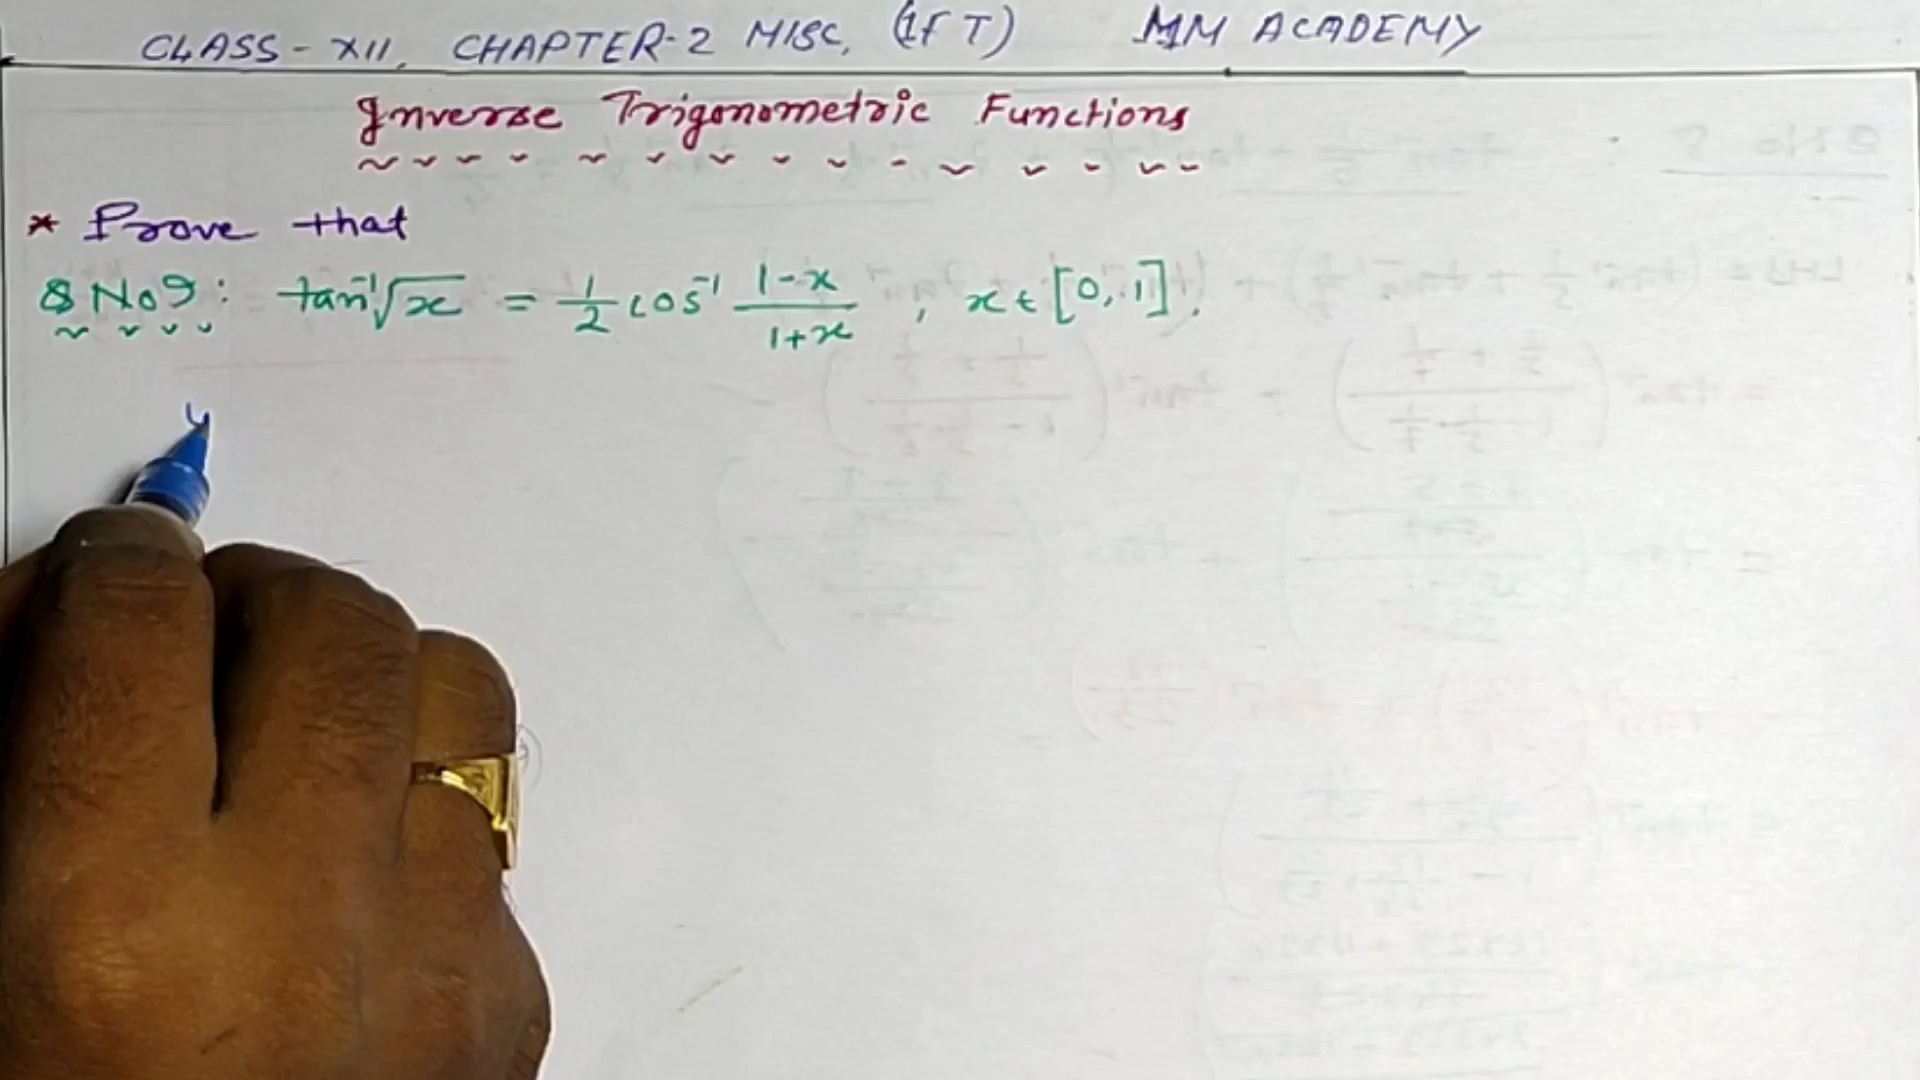 CLASS-XII, CHAPTER-2 MISC, (IFT) MM ACADEMY
Inverse Trigonometric Functions
* Prove that
Q No 9: tan⁻¹√x = 1/2 cos⁻¹ (1-x)/(1+x), x ∈ [0, 1].